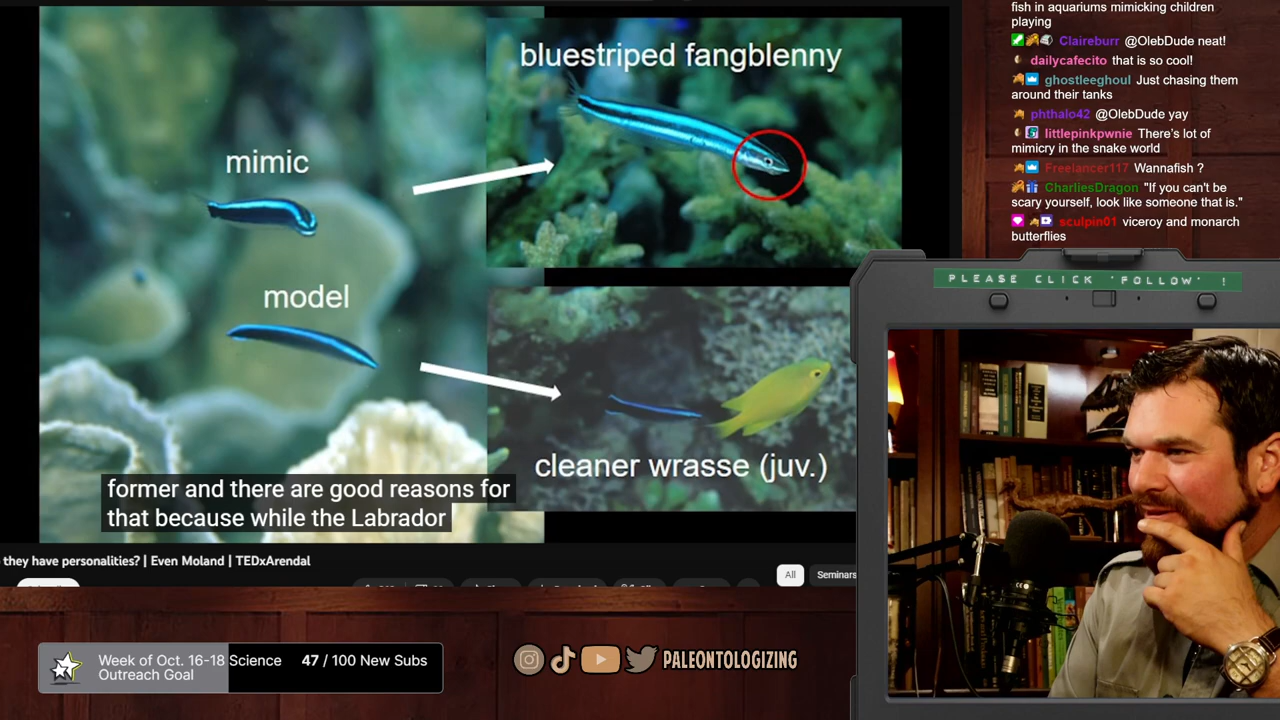 mimic
bluestriped fangblenny
model
cleaner wrasse (juv.)
former and there are good reasons for
that because while the Labrador
they have personalities? | Even Moland | TEDxArendal
All
Seminars
Week of Oct. 16-18 Science
Outreach Goal
47 / 100 New Subs
PALEONTOLOGIZING
fish in aquariums mimicking children
playing
Claireburr @OlebDude neat!
dailycafecito that is so cool!
ghostleeghoul Just chasing them
around their tanks
phthalo42 @OlebDude yay
littlepinkpwnie There's lot of
mimicry in the snake world
Freelancer117 Wannafish ?
CharliesDragon "If you can't be
scary yourself, look like someone that is."
sculpin01 viceroy and monarch
butterflies
PLEASE CLICK 'FOLLOW' !